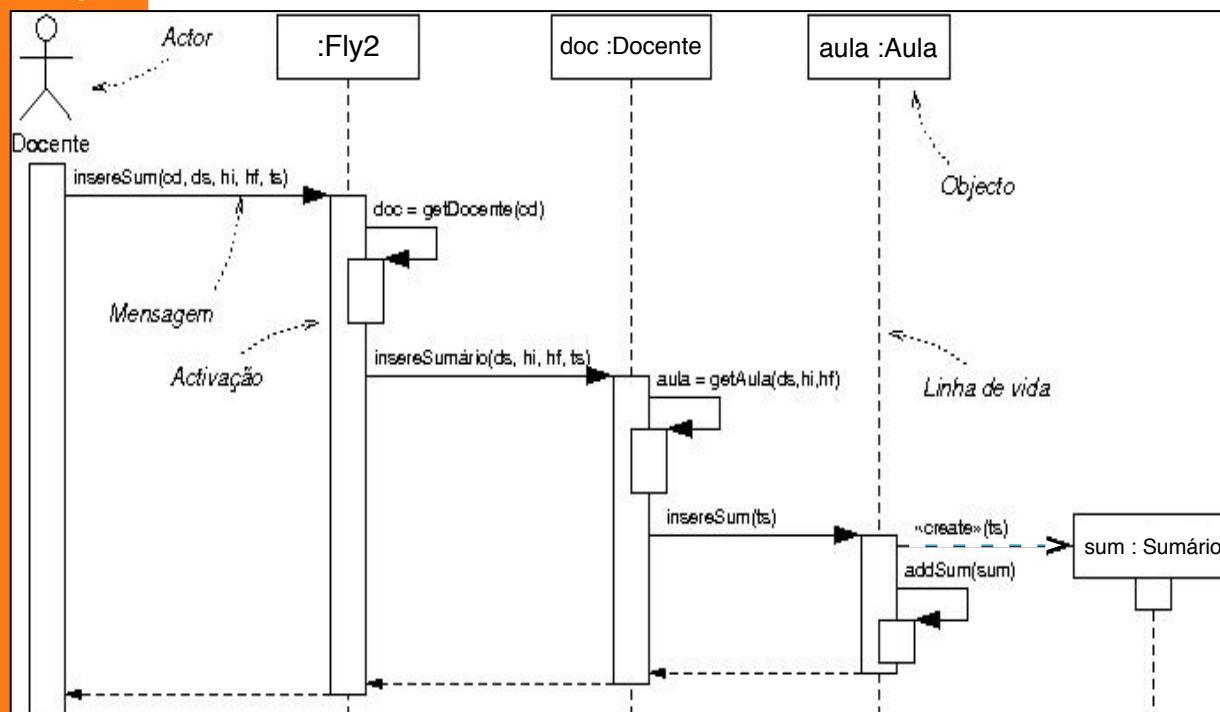 Actor
:Fly2
doc :Docente
aula :Aula
Docente
Objecto
insereSum(cd, ds, hi, hf, ts)
doc = getDocente(cd)
Mensagem
Activação
insereSumário(ds, hi, hf, ts)
aula = getAula(ds,hi,hf)
Linha de vida
insereSum(ts)
«create»(ts)
sum : Sumário
addSum(sum)